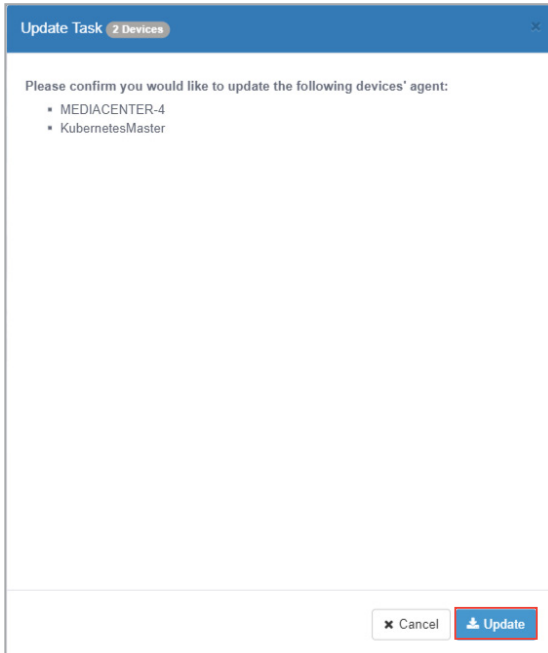 Update Task 2 Devices
Please confirm you would like to update the following devices' agent:
MEDIACENTER-4
KubernetesMaster
Cancel
Update